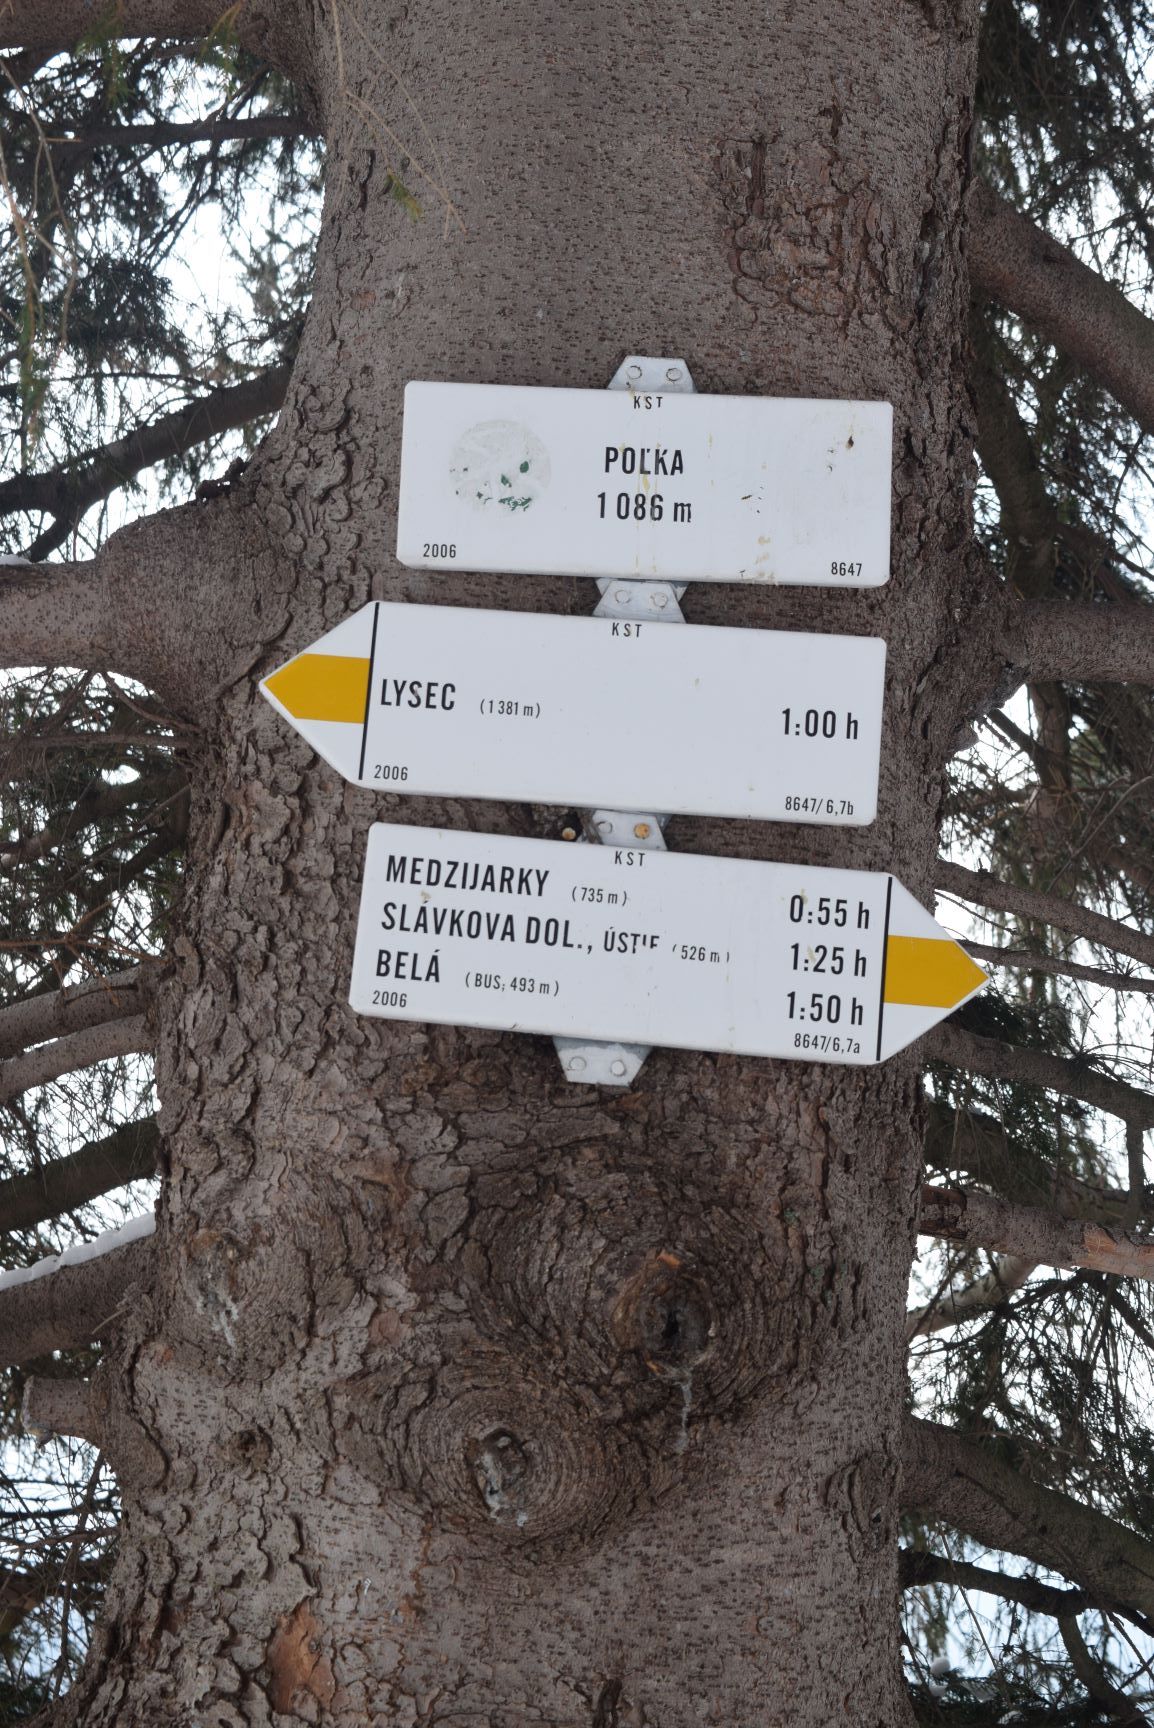 KST
POĽKA
1 086 m
2006 8647
KST
LYSEC (1 381 m) 1:00 h
2006 8647/6,7b
KST
MEDZIJARKY (735 m) 0:55 h
SLÁVKOVA DOL., ÚSTIE (526 m) 1:25 h
BELÁ (BUS; 493 m) 1:50 h
2006 8647/6,7a